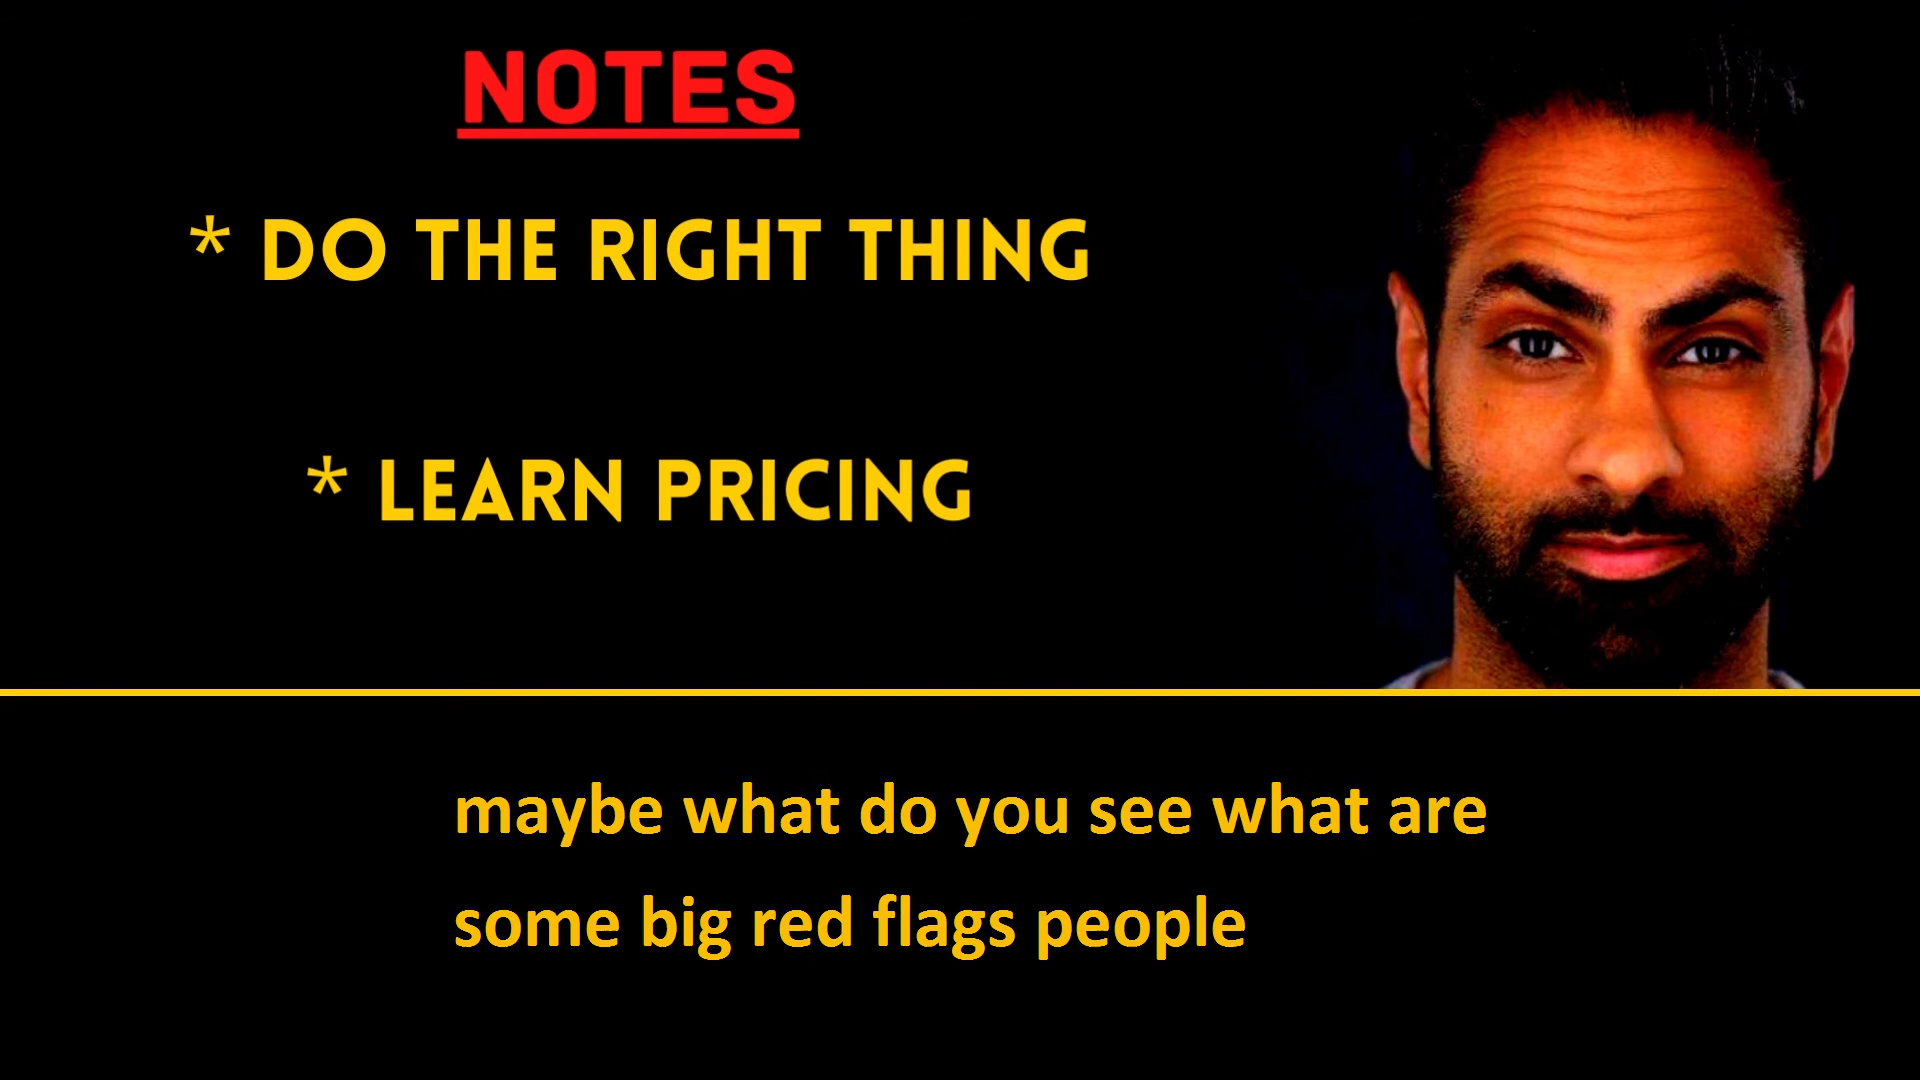 NOTES
* DO THE RIGHT THING
* LEARN PRICING
maybe what do you see what are
some big red flags people